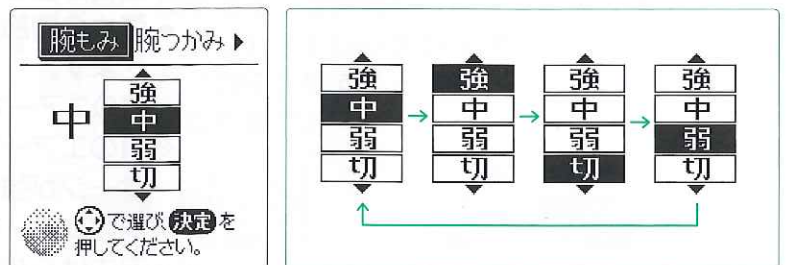 腕もみ 腕つかみ
中
強
中
弱
切
で選び、決定を
押してください。
強 強 強 強
中 中 中 中
弱 弱 弱 弱
切 切 切 切